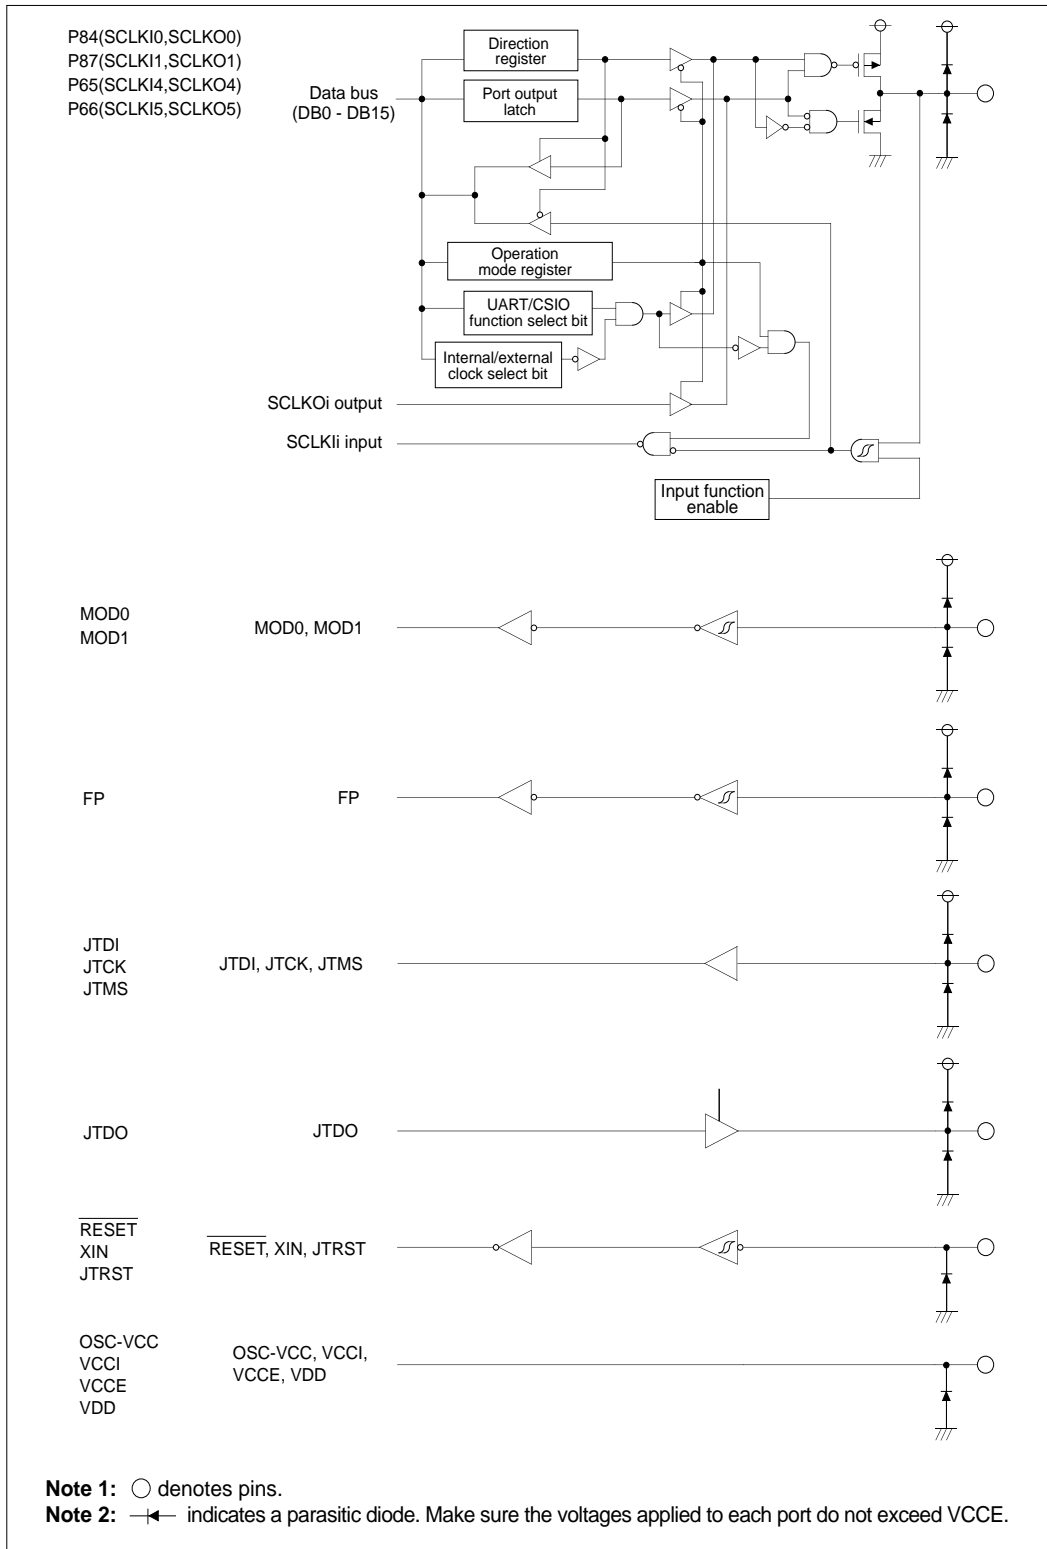 P84(SCLKI0,SCLKO0)
P87(SCLKI1,SCLKO1)
P65(SCLKI4,SCLKO4)
P66(SCLKI5,SCLKO5)
Data bus
(DB0 - DB15)
Direction
register
Port output
latch
Operation
mode register
UART/CSIO
function select bit
Internal/external
clock select bit
SCLKOi output
SCLKIi input
Input function
enable
MOD0
MOD1
MOD0, MOD1
FP
FP
JTDI
JTCK
JTMS
JTDI, JTCK, JTMS
JTDO
JTDO
RESET
XIN
JTRST
RESET, XIN, JTRST
OSC-VCC
VCCI
VCCE
VDD
OSC-VCC, VCCI,
VCCE, VDD
Note 1: denotes pins.
Note 2: indicates a parasitic diode. Make sure the voltages applied to each port do not exceed VCCE.